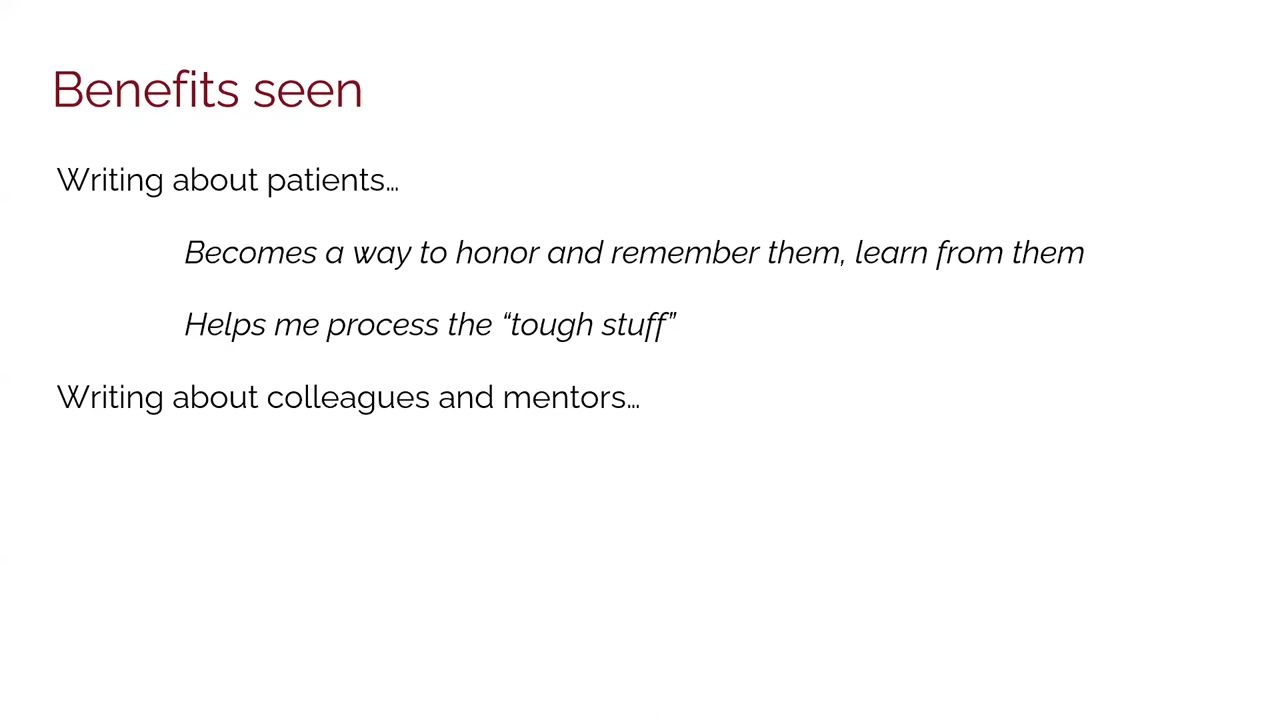 Benefits seen
Writing about patients…
Becomes a way to honor and remember them, learn from them
Helps me process the “tough stuff”
Writing about colleagues and mentors…